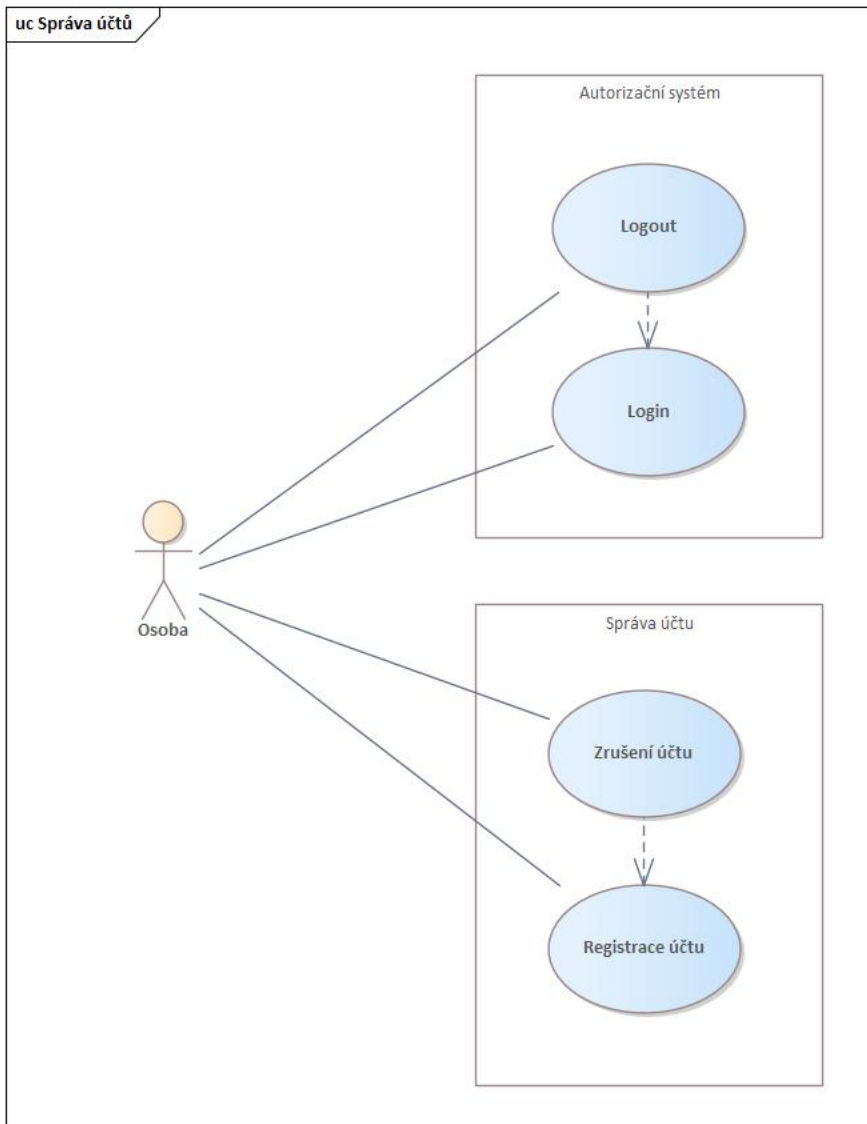 uc Správa účtů
Autorizační systém
Logout
Login
Osoba
Správa účtu
Zrušení účtu
Registrace účtu